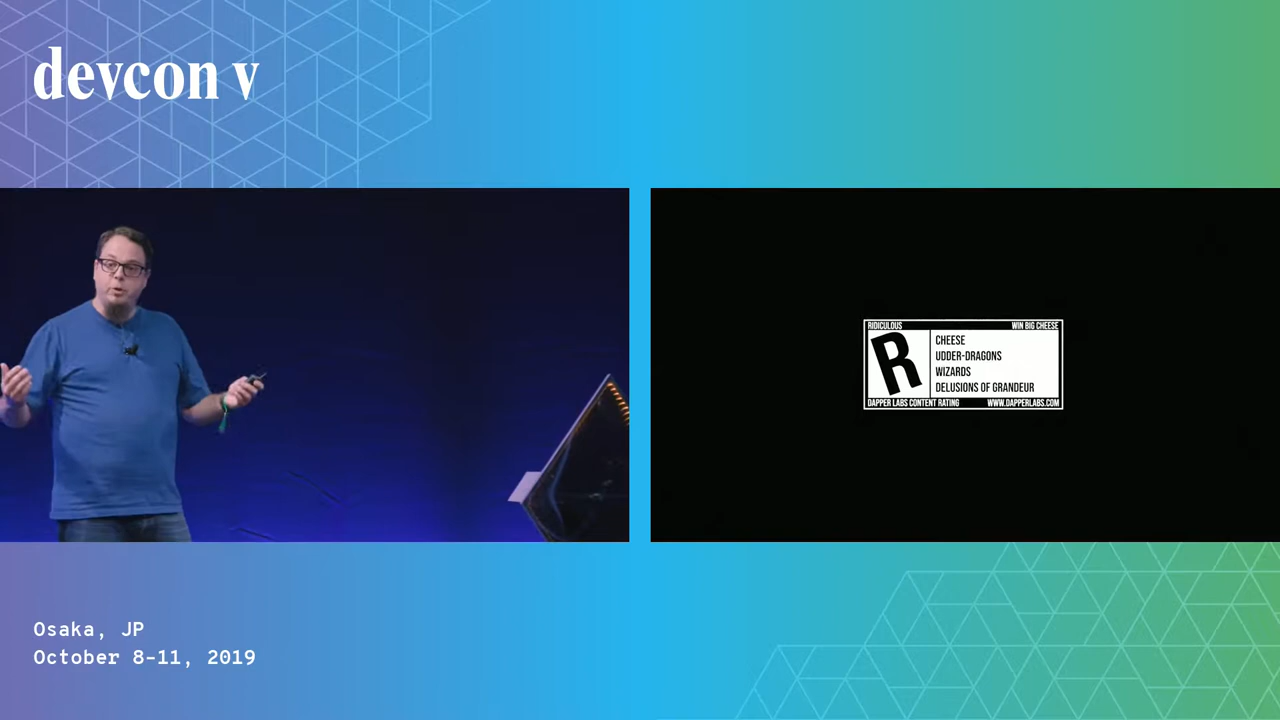 devcon v
RIDICULOUS WIN BIG CHEESE
R
CHEESE
UDDER-DRAGONS
WIZARDS
DELUSIONS OF GRANDEUR
DAPPER LABS CONTENT RATING WWW.DAPPERLABS.COM
Osaka, JP
October 8-11, 2019